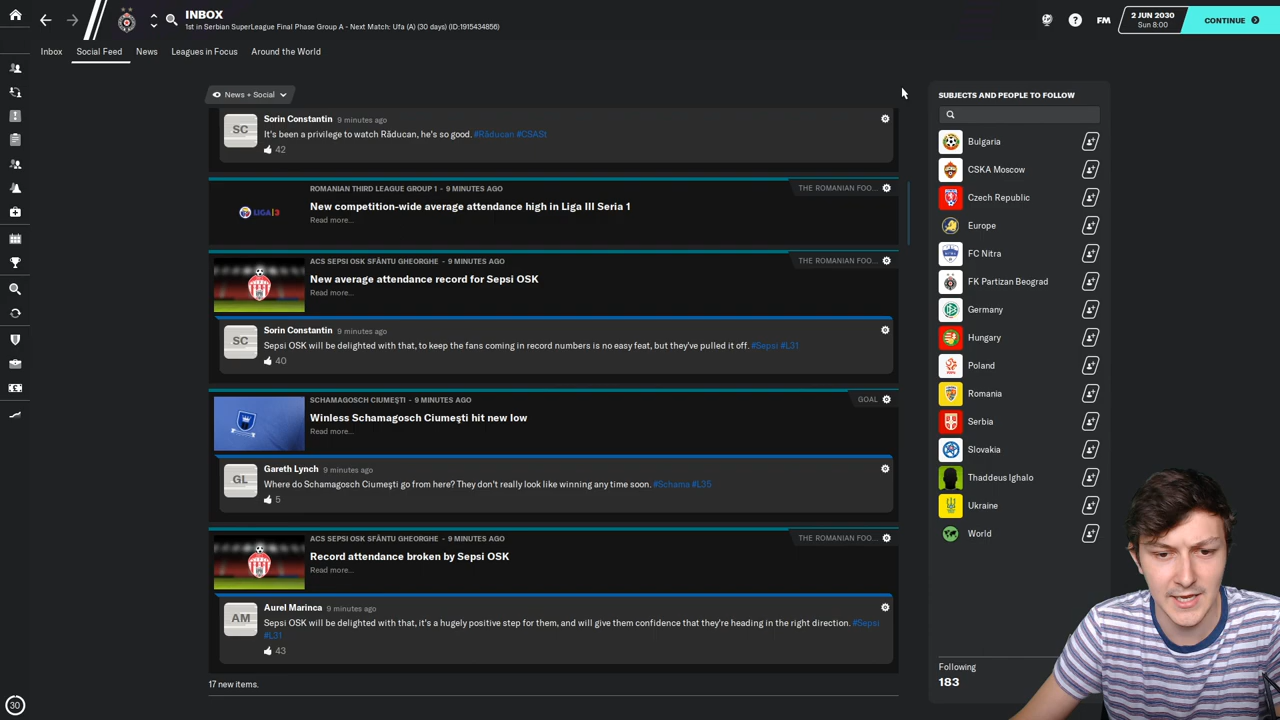 INBOX
1st in Serbian SuperLeague Final Phase Group A - Next Match: Ufa (A) (30 days) (ID:1915434856)
FM
2 JUN 2030
Sun 8:00
CONTINUE
Inbox
Social Feed
News
Leagues in Focus
Around the World
News + Social
SC
Sorin Constantin 9 minutes ago
It's been a privilege to watch Răducan, he's so good. #Răducan #CSASt
42
ROMANIAN THIRD LEAGUE GROUP 1 - 9 MINUTES AGO
THE ROMANIAN FOO...
LIGA3
New competition-wide average attendance high in Liga III Seria 1
Read more...
ACS SEPSI OSK SFÂNTU GHEORGHE - 9 MINUTES AGO
THE ROMANIAN FOO...
New average attendance record for Sepsi OSK
Read more...
SC
Sorin Constantin 9 minutes ago
Sepsi OSK will be delighted with that, to keep the fans coming in record numbers is no easy feat, but they've pulled it off. #Sepsi #L31
40
SCHAMAGOSCH CIUMEȘTI - 9 MINUTES AGO
GOAL
Winless Schamagosch Ciumești hit new low
Read more...
GL
Gareth Lynch 9 minutes ago
Where do Schamagosch Ciumești go from here? They don't really look like winning any time soon. #Schama #L35
5
ACS SEPSI OSK SFÂNTU GHEORGHE - 9 MINUTES AGO
THE ROMANIAN FOO...
Record attendance broken by Sepsi OSK
Read more...
AM
Aurel Marinca 9 minutes ago
Sepsi OSK will be delighted with that, it's a hugely positive step for them, and will give them confidence that they're heading in the right direction. #Sepsi
#L31
43
17 new items.
SUBJECTS AND PEOPLE TO FOLLOW
Bulgaria
CSKA Moscow
Czech Republic
Europe
FC Nitra
FK Partizan Beograd
Germany
Hungary
Poland
Romania
Serbia
Slovakia
Thaddeus Ighalo
Ukraine
World
Following
183
30